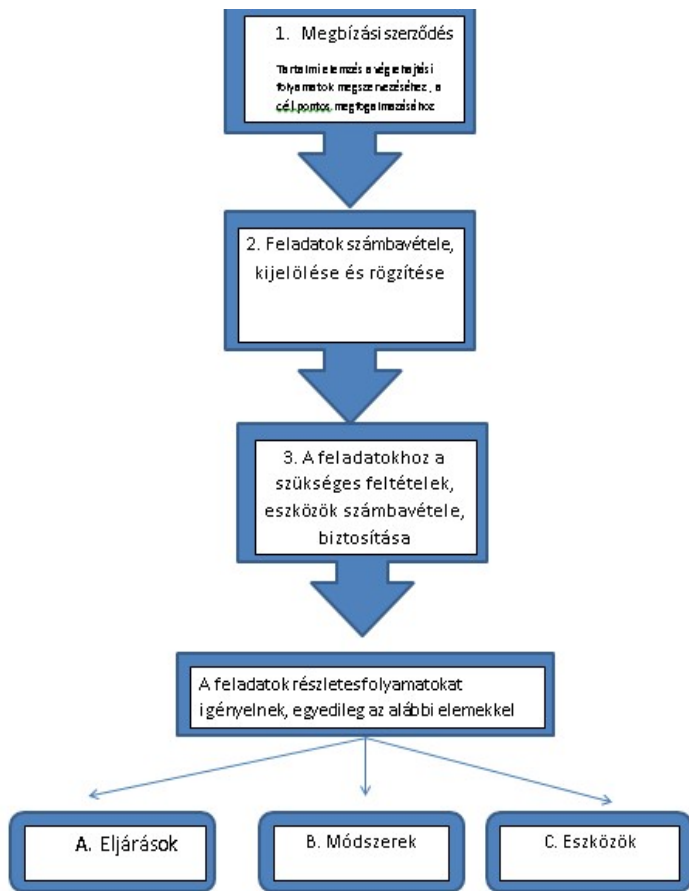 1. Megbízási szerződés
Tartalmi elemzés a végrehajtási
folyamatok megszervezéséhez, a
cél pontos megfogalmazásához
2. Feladatok számbavétele,
kijelölése és rögzítése
3. A feladatokhoz a
szükséges feltételek,
eszközök számbavétele,
biztosítása
A feladatok részletesfolyamatokat
igényelnek, egyedileg az alábbi elemekkel
A. Eljárások
B. Módszerek
C. Eszközök